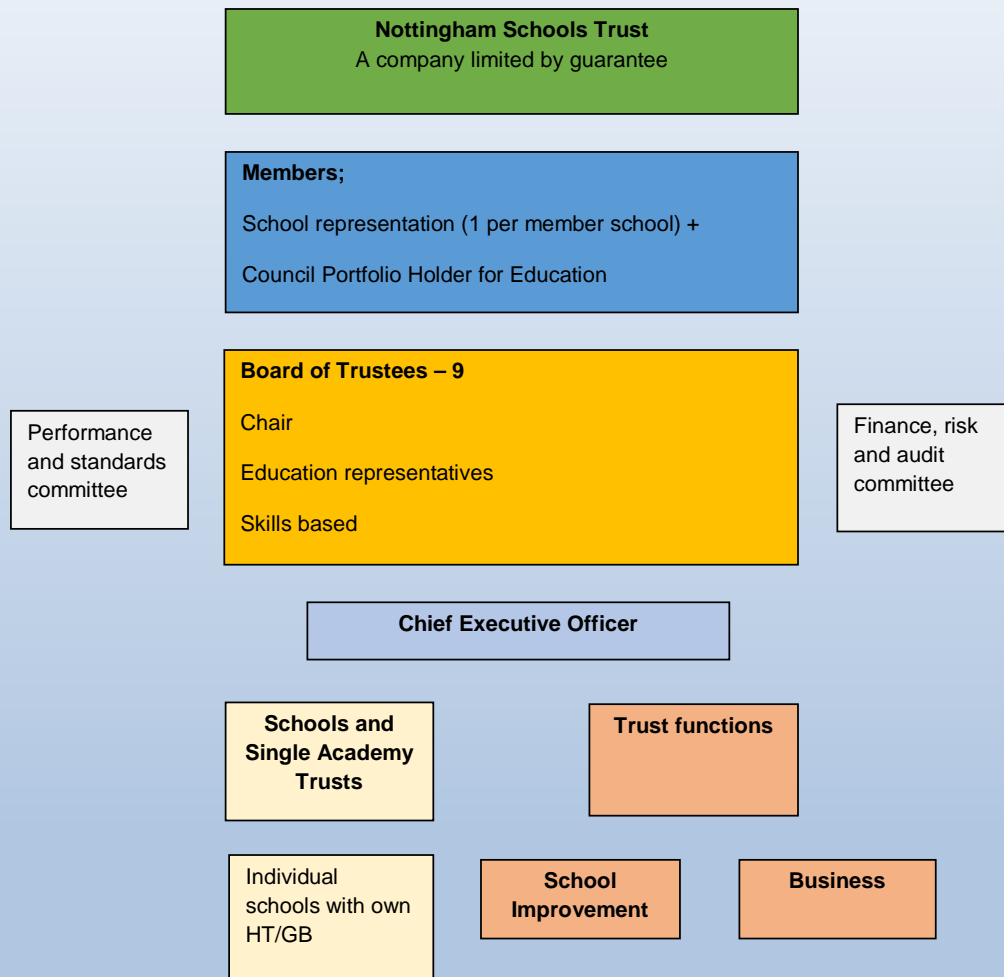 Nottingham Schools Trust
A company limited by guarantee
Members;
School representation (1 per member school) +
Council Portfolio Holder for Education
Board of Trustees – 9
Chair
Education representatives
Skills based
Performance
and standards
committee
Finance, risk
and audit
committee
Chief Executive Officer
Schools and
Single Academy
Trusts
Trust functions
Individual
schools with own
HT/GB
School
Improvement
Business